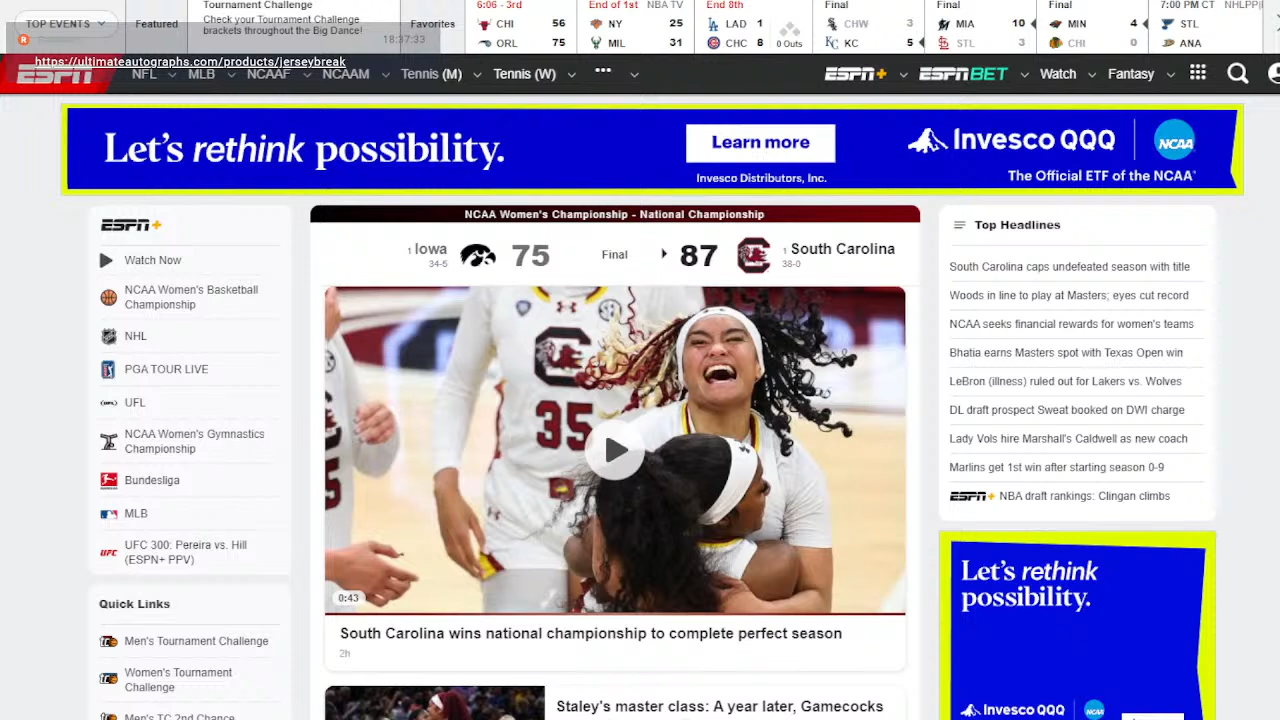 TOP EVENTS
Featured
Tournament Challenge
Check your Tournament Challenge
brackets throughout the Big Dance!
Favorites
18:37:33
6:06 - 3rd
CHI 56
ORL 75
End of 1st NBA TV
NY 25
MIL 31
End 8th
LAD 1
CHC 8
0 Outs
Final
CHW 3
KC 5
Final
MIA 10
STL 3
Final
MIN 4
CHI 0
7:00 PM CT NHLPP|
STL
ANA
https://ultimateautographs.com/products/jerseybreak
ESPN
NFL
MLB
NCAAF
NCAAM
Tennis (M)
Tennis (W)
•••
ESPN+
ESPN BET
Watch
Fantasy
Let's rethink possibility.
Learn more
Invesco Distributors, Inc.
Invesco QQQ
NCAA
The Official ETF of the NCAA
ESPN+
Watch Now
NCAA Women's Basketball
Championship
NHL
PGA TOUR LIVE
UFL
NCAA Women's Gymnastics
Championship
Bundesliga
MLB
UFC 300: Pereira vs. Hill
(ESPN+ PPV)
Quick Links
Men's Tournament Challenge
Women's Tournament
Challenge
Men's TC 2nd Chance
NCAA Women's Championship - National Championship
1 Iowa
34-5
75
Final
87
1 South Carolina
38-0
35
0:43
South Carolina wins national championship to complete perfect season
2h
Staley's master class: A year later, Gamecocks
Top Headlines
South Carolina caps undefeated season with title
Woods in line to play at Masters; eyes cut record
NCAA seeks financial rewards for women's teams
Bhatia earns Masters spot with Texas Open win
LeBron (illness) ruled out for Lakers vs. Wolves
DL draft prospect Sweat booked on DWI charge
Lady Vols hire Marshall's Caldwell as new coach
Marlins get 1st win after starting season 0-9
ESPN+ NBA draft rankings: Clingan climbs
Let's rethink
possibility.
Invesco QQQ
NCAA